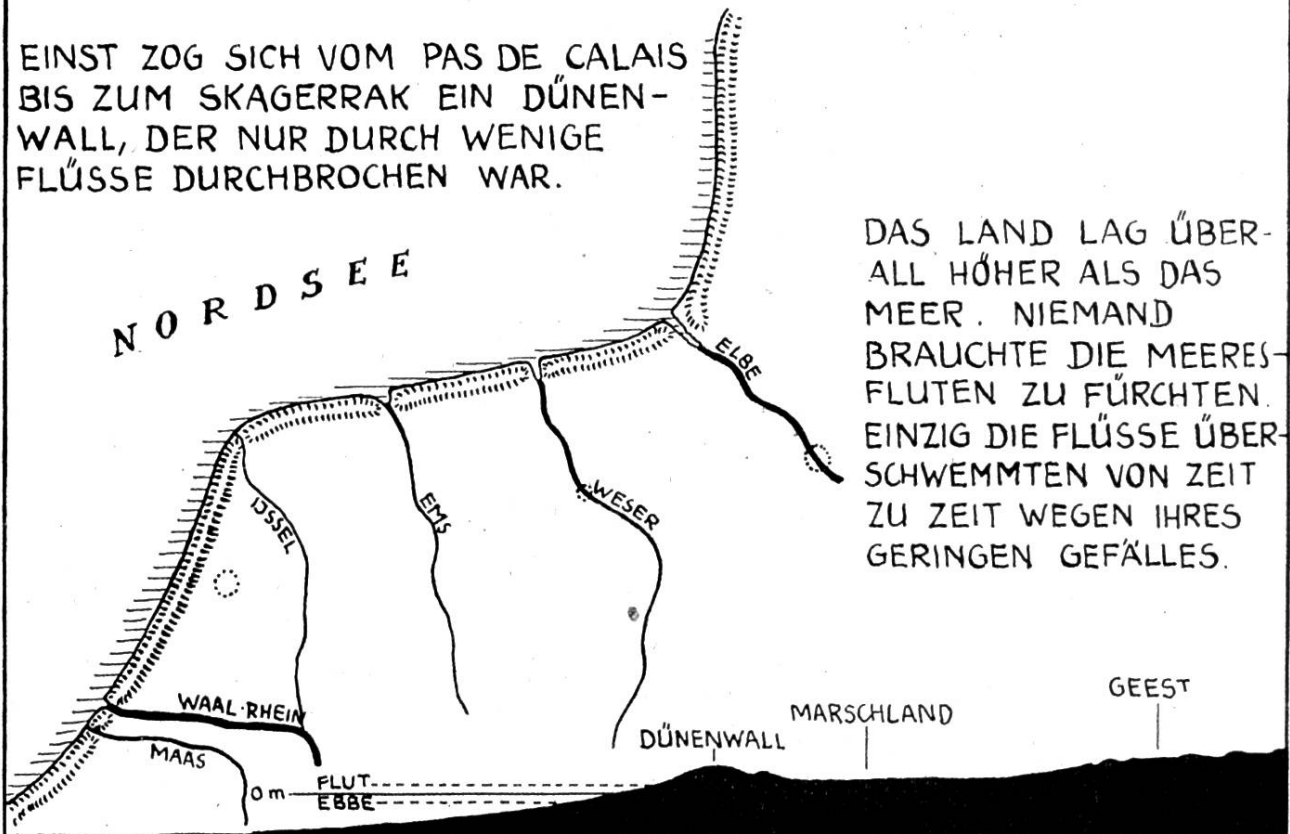 EINST ZOG SICH VOM PAS DE CALAIS
BIS ZUM SKAGERRAK EIN DÜNEN-
WALL, DER NUR DURCH WENIGE
FLÜSSE DURCHBROCHEN WAR.
NORDSEE
DAS LAND LAG ÜBER-
ALL HÖHER ALS DAS
MEER. NIEMAND
BRAUCHTE DIE MEERES-
FLUTEN ZU FÜRCHTEN.
EINZIG DIE FLÜSSE ÜBER-
SCHWEMMTEN VON ZEIT
ZU ZEIT WEGEN IHRES
GERINGEN GEFÄLLES.
ELBE
WESER
EMS
IJSSEL
WAAL-RHEIN
MAAS
GEEST
MARSCHLAND
DÜNENWALL
FLUT
0 m
EBBE